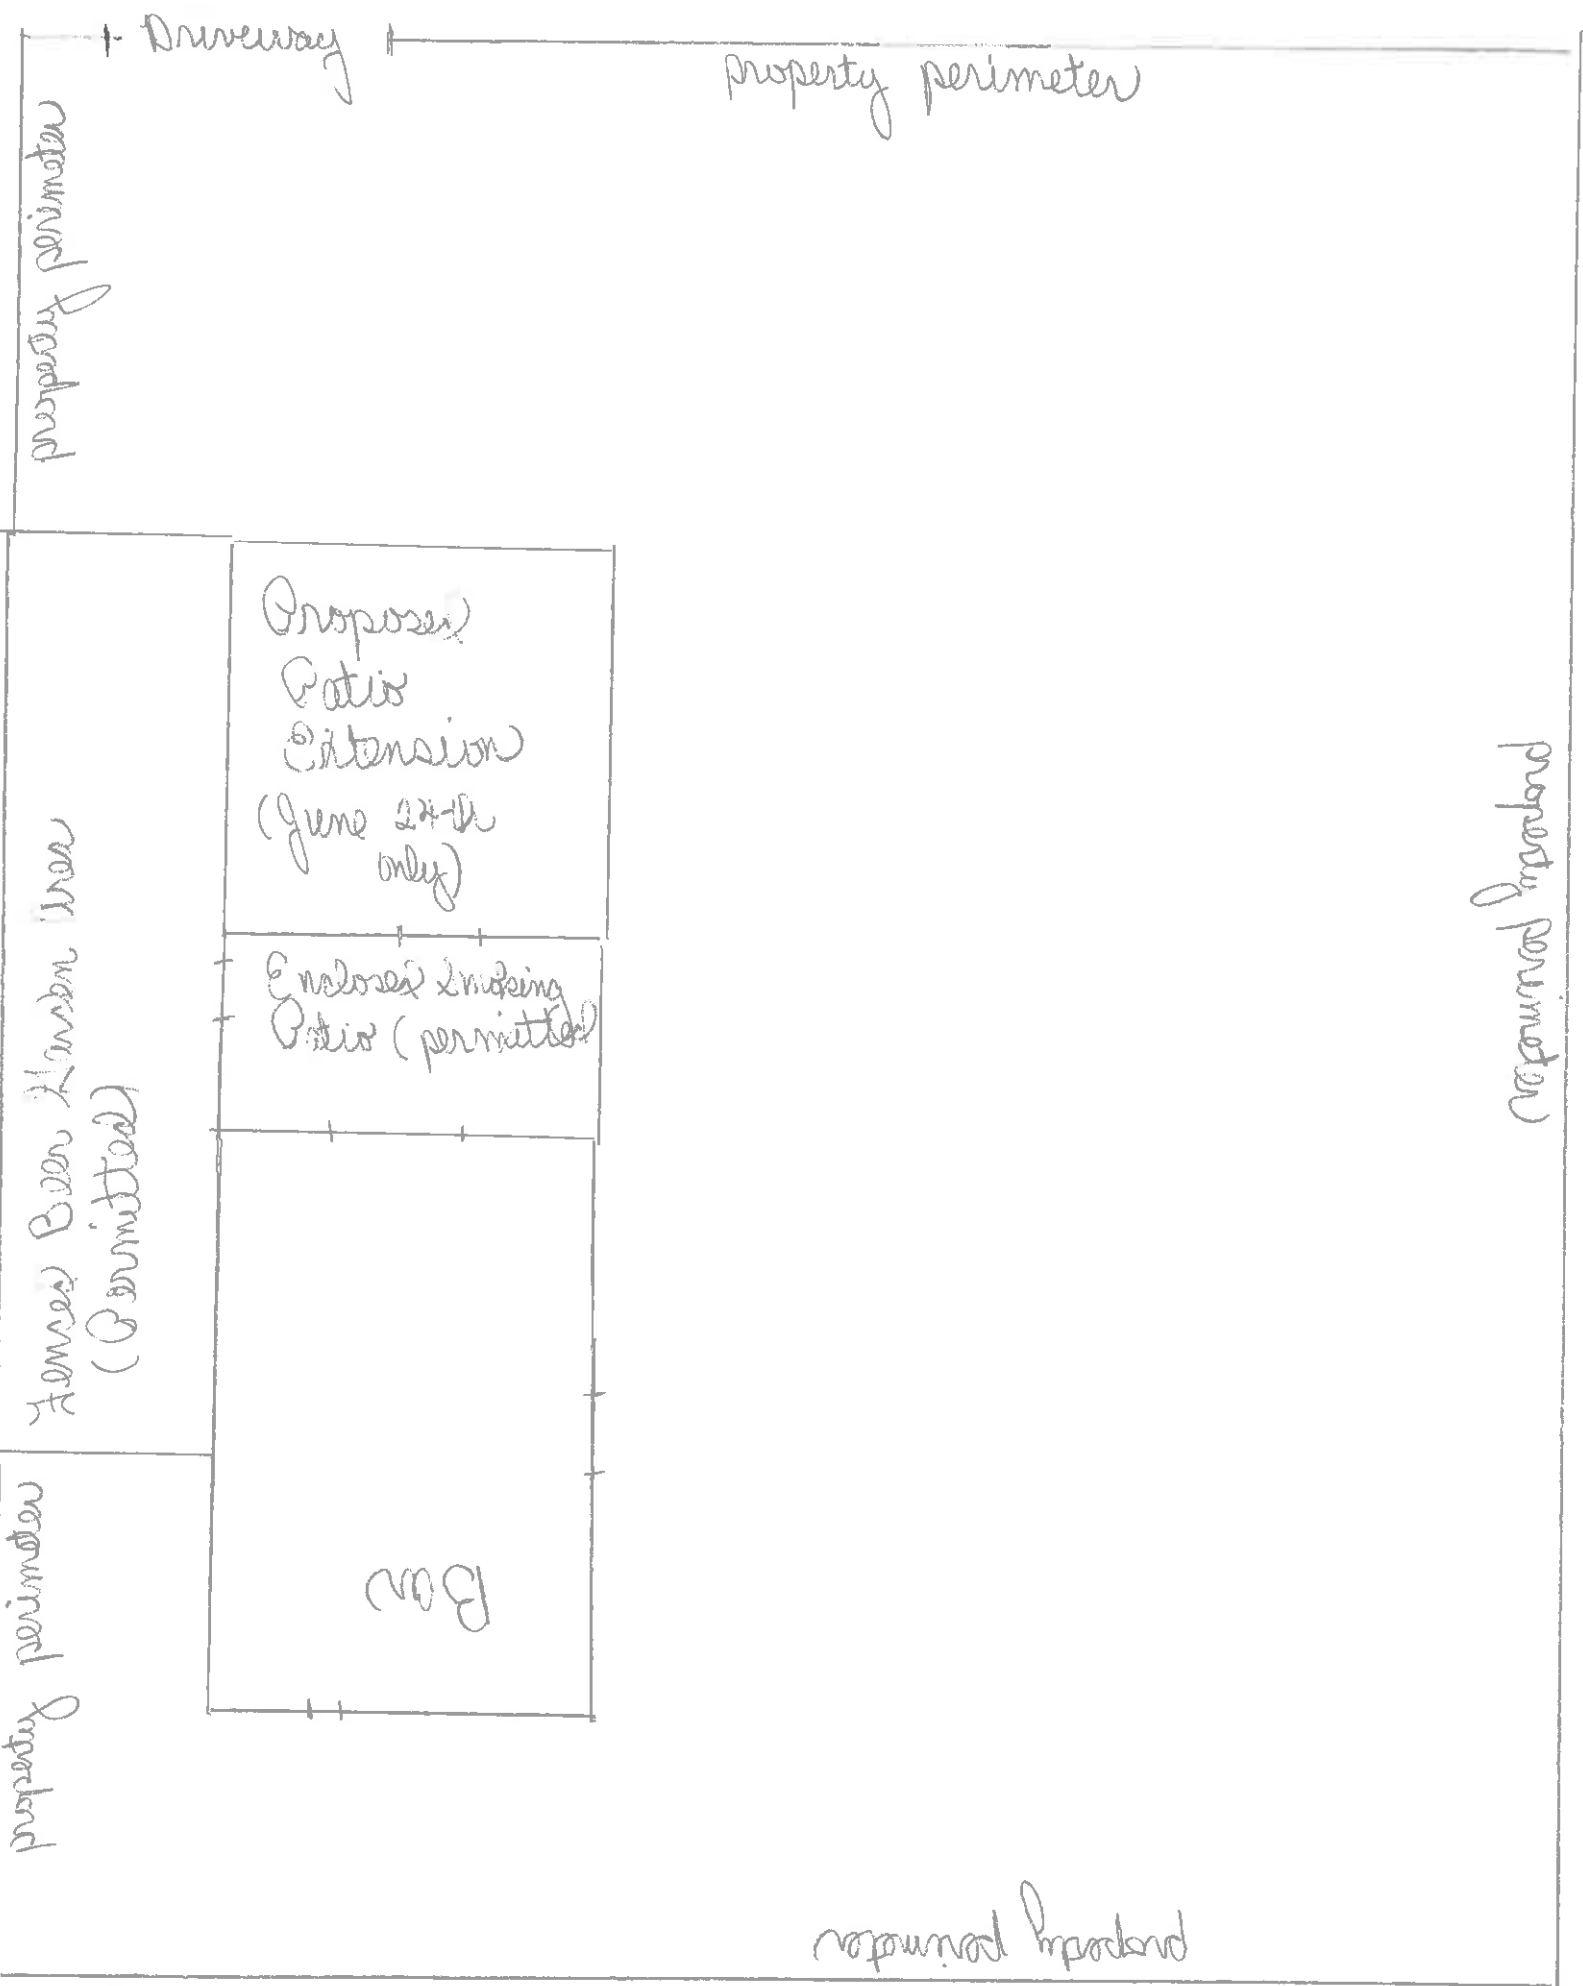 Driveway
property perimeter
property perimeter
Proposed
Patio
Extension
(June 24th
only)
property perimeter
Fenced Beer Garden Area
(Permitted)
Enclosed Smoking
Patio (permitted)
Bar
property perimeter
property perimeter